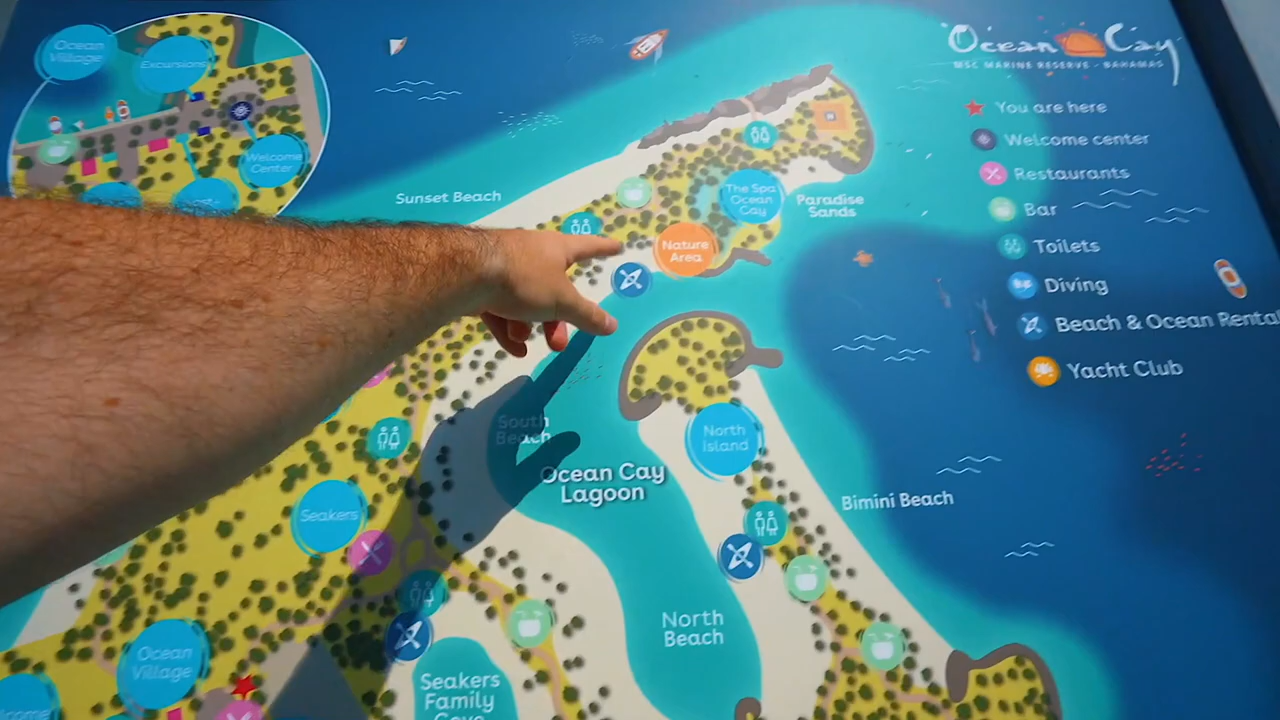 Ocean
Village
Excursions
Welcome
Center
Ocean Cay
MSC MARINE RESERVE - BAHAMAS
You are here
Welcome center
Restaurants
Bar
Toilets
Diving
Beach & Ocean Rental
Yacht Club
Sunset Beach
The Spa
Ocean
Cay
Paradise
Sands
Nature
Area
South
Beach
North
Island
Ocean Cay
Lagoon
Bimini Beach
Seakers
North
Beach
Ocean
Village
Seakers
Family
Cove